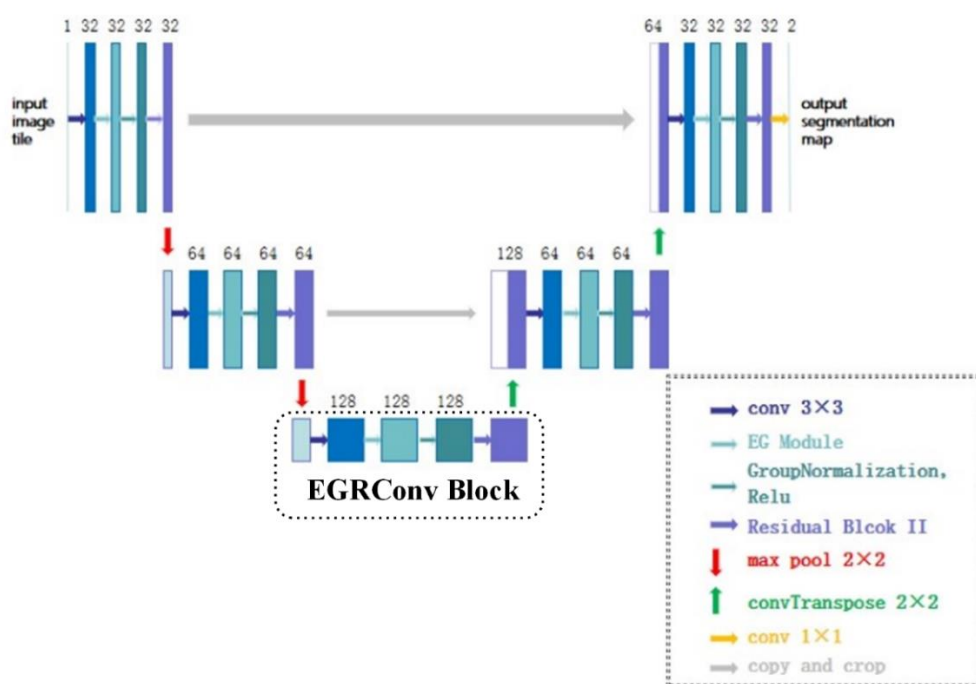 1 32 32 32 32
64 32 32 32 32 2
input
image
tile
output
segmentation
map
64 64 64 64
128 64 64 64
128 128 128
EGRConv Block
conv 3×3
EG Module
GroupNormalization,
Relu
Residual Blcok II
max pool 2×2
convTranspose 2×2
conv 1×1
copy and crop